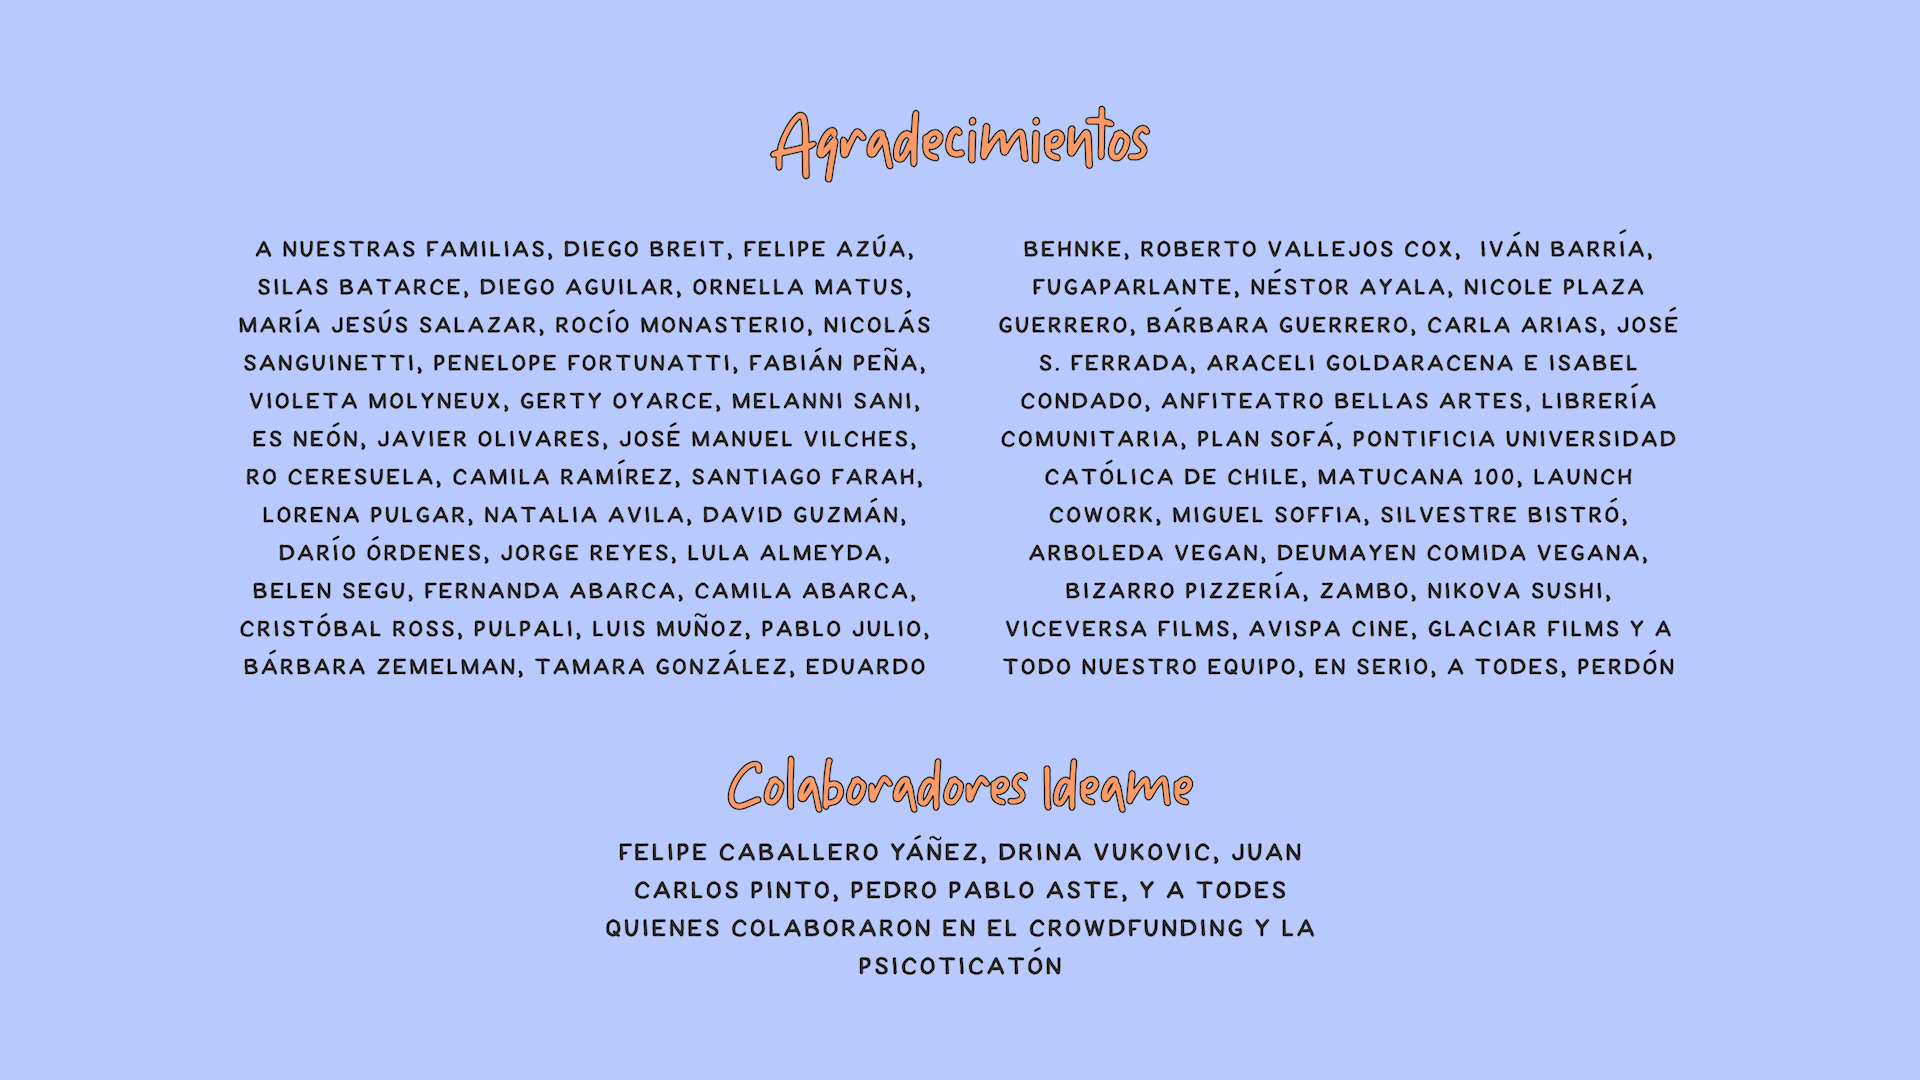 Agradecimientos
A NUESTRAS FAMILIAS, DIEGO BREIT, FELIPE AZÚA,
SILAS BATARCE, DIEGO AGUILAR, ORNELLA MATUS,
MARÍA JESÚS SALAZAR, ROCÍO MONASTERIO, NICOLÁS
SANGUINETTI, PENELOPE FORTUNATTI, FABIÁN PEÑA,
VIOLETA MOLYNEUX, GERTY OYARCE, MELANNI SANI,
ES NEÓN, JAVIER OLIVARES, JOSÉ MANUEL VILCHES,
RO CERESUELA, CAMILA RAMÍREZ, SANTIAGO FARAH,
LORENA PULGAR, NATALIA AVILA, DAVID GUZMÁN,
DARÍO ÓRDENES, JORGE REYES, LULA ALMEYDA,
BELEN SEGU, FERNANDA ABARCA, CAMILA ABARCA,
CRISTÓBAL ROSS, PULPALI, LUIS MUÑOZ, PABLO JULIO,
BÁRBARA ZEMELMAN, TAMARA GONZÁLEZ, EDUARDO
BEHNKE, ROBERTO VALLEJOS COX, IVÁN BARRÍA,
FUGAPARLANTE, NÉSTOR AYALA, NICOLE PLAZA
GUERRERO, BÁRBARA GUERRERO, CARLA ARIAS, JOSÉ
S. FERRADA, ARACELI GOLDARACENA E ISABEL
CONDADO, ANFITEATRO BELLAS ARTES, LIBRERÍA
COMUNITARIA, PLAN SOFÁ, PONTIFICIA UNIVERSIDAD
CATÓLICA DE CHILE, MATUCANA 100, LAUNCH
COWORK, MIGUEL SOFFIA, SILVESTRE BISTRÓ,
ARBOLEDA VEGAN, DEUMAYEN COMIDA VEGANA,
BIZARRO PIZZERÍA, ZAMBO, NIKOVA SUSHI,
VICEVERSA FILMS, AVISPA CINE, GLACIAR FILMS Y A
TODO NUESTRO EQUIPO, EN SERIO, A TODES, PERDÓN
Colaboradores Ideame
FELIPE CABALLERO YÁÑEZ, DRINA VUKOVIC, JUAN
CARLOS PINTO, PEDRO PABLO ASTE, Y A TODES
QUIENES COLABORARON EN EL CROWDFUNDING Y LA
PSICOTICATÓN